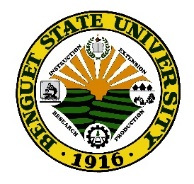 BENGUET STATE UNIVERSITY
INSTRUCTION
EXTENSION
RESEARCH
PRODUCTION
· 1916 ·